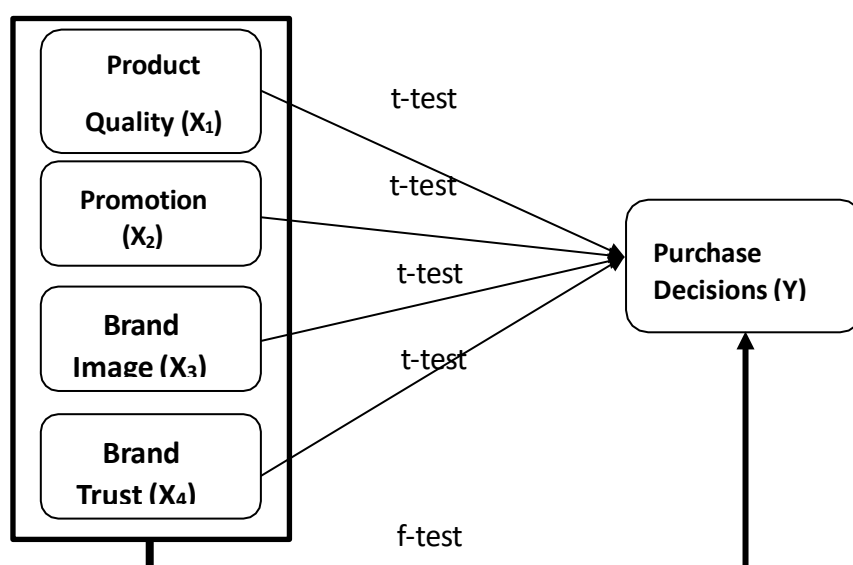 Product
Quality (X₁)
t-test
Promotion
(X₂)
t-test
Purchase
Decisions (Y)
t-test
Brand
Image (X₃)
t-test
Brand
Trust (X₄)
f-test